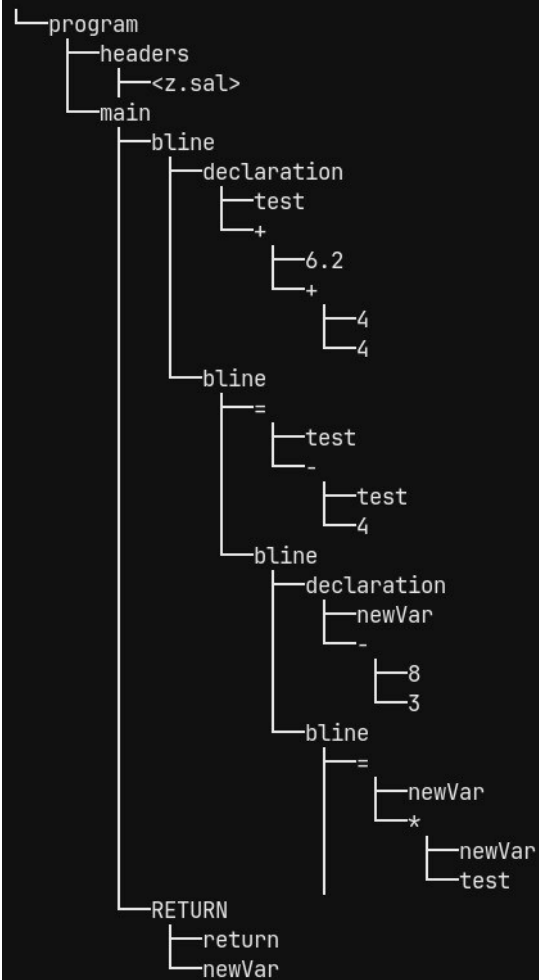 program
headers
<z.sal>
main
bline
declaration
test
+
6.2
+
4
4
bline
=
test
-
test
4
bline
declaration
newVar
-
8
3
bline
=
newVar
*
newVar
test
RETURN
return
newVar